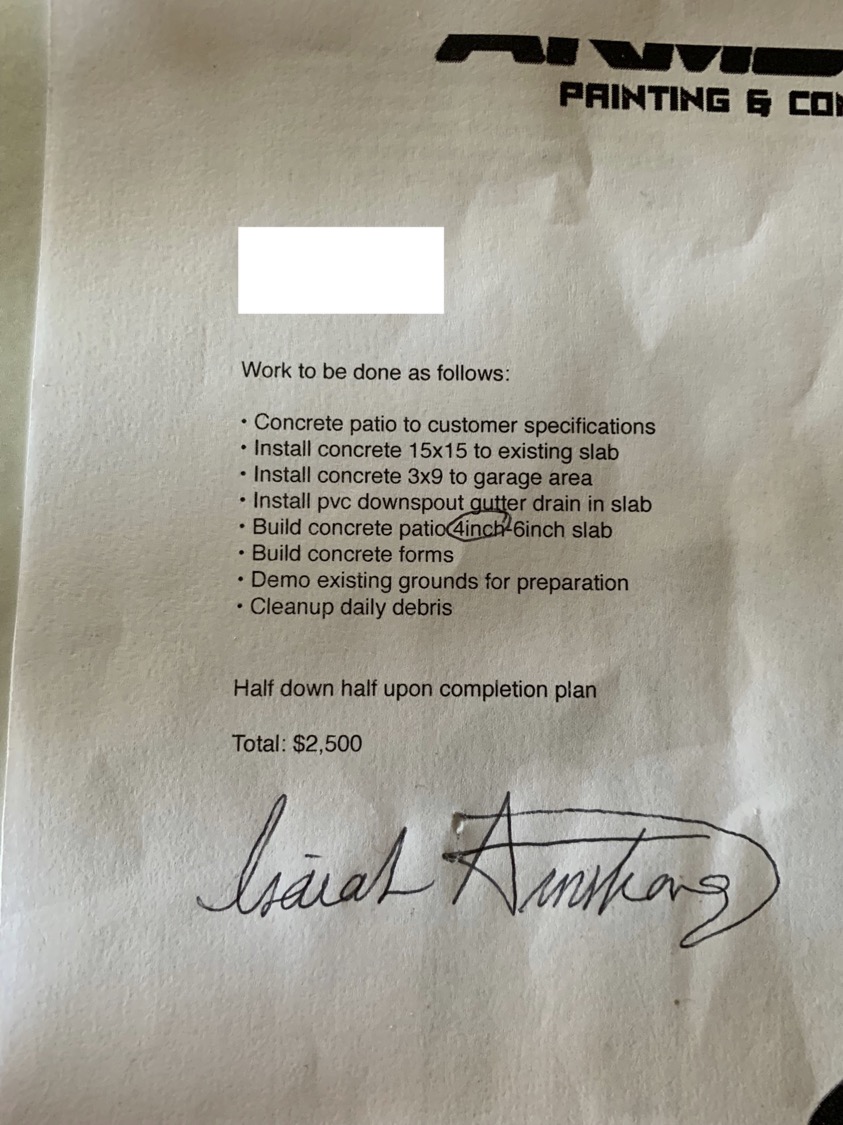 PAINTING & CO
Work to be done as follows:
• Concrete patio to customer specifications
• Install concrete 15x15 to existing slab
• Install concrete 3x9 to garage area
• Install pvc downspout gutter drain in slab
• Build concrete patio 4inch-6inch slab
• Build concrete forms
• Demo existing grounds for preparation
• Cleanup daily debris
Half down half upon completion plan
Total: $2,500
Isaiah Armstrong